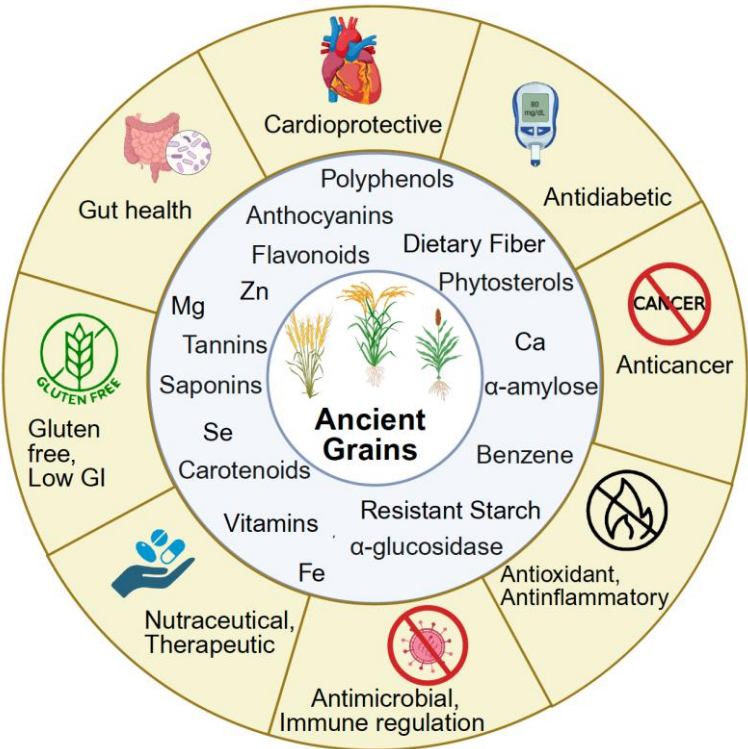 Cardioprotective
80
mg/dL
Antidiabetic
CANCER
Anticancer
Antioxidant,
Antiinflammatory
Antimicrobial,
Immune regulation
Nutraceutical,
Therapeutic
GLUTEN FREE
Gluten
free,
Low GI
Gut health
Polyphenols
Anthocyanins
Flavonoids
Dietary Fiber
Phytosterols
Zn
Mg
Tannins
Saponins
Ca
α-amylose
Se
Carotenoids
Benzene
Vitamins
Resistant Starch
α-glucosidase
Fe
Ancient
Grains